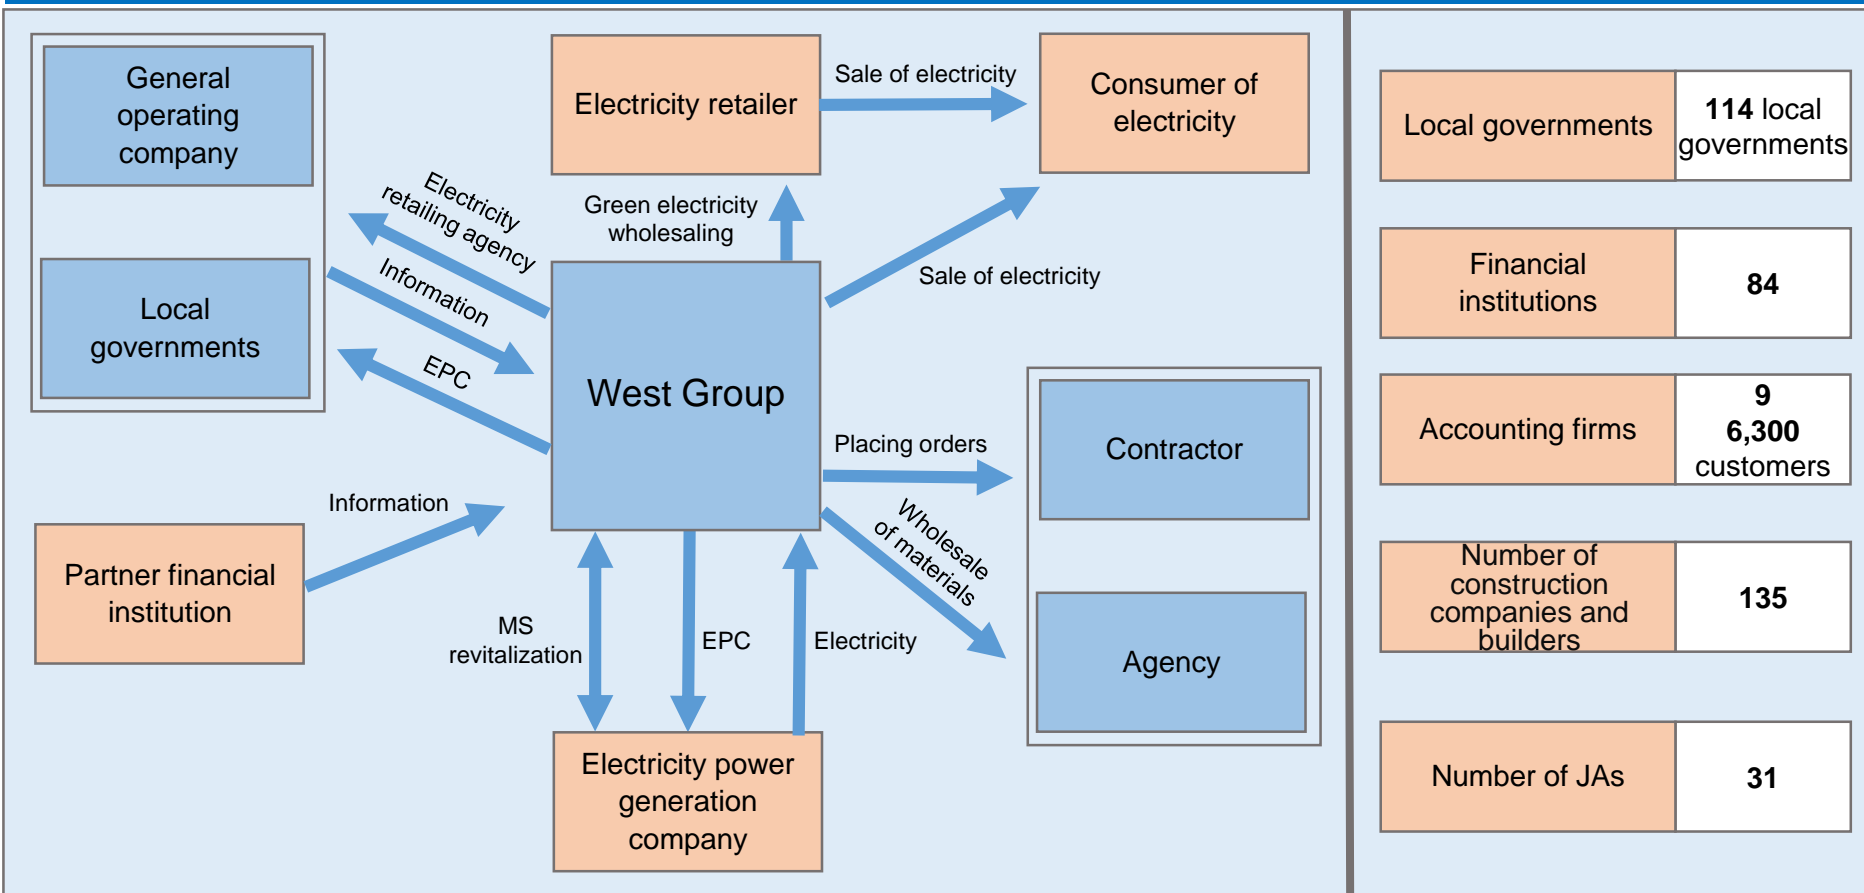 General
operating
company
Local
governments
Electricity
retailing agency
Information
EPC
Information
Partner financial
institution
Electricity retailer
Sale of electricity
Consumer of
electricity
Green electricity
wholesaling
Sale of electricity
West Group
Placing orders
Contractor
Wholesale
of materials
Agency
MS
revitalization
EPC
Electricity
Electricity power
generation
company
Local governments
114 local
governments
Financial
institutions
84
Accounting firms
9
6,300
customers
Number of
construction
companies and
builders
135
Number of JAs
31